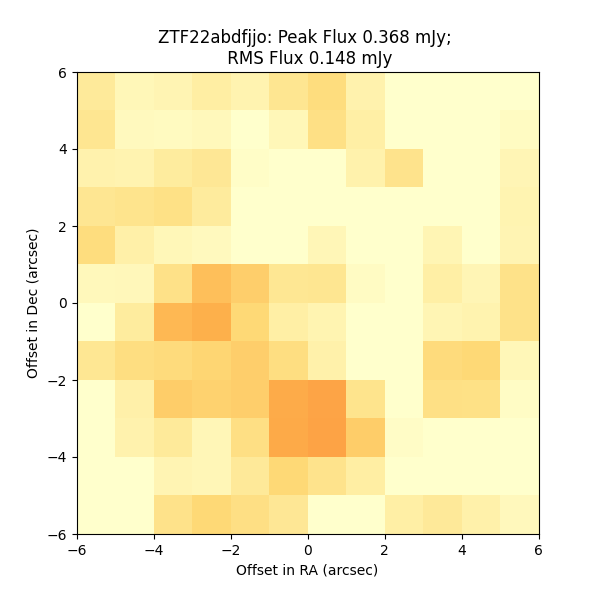 ZTF22abdfjjo: Peak Flux 0.368 mJy;
RMS Flux 0.148 mJy
6
4
2
0
−2
−4
−6
Offset in Dec (arcsec)
−6 −4 −2 0 2 4 6
Offset in RA (arcsec)